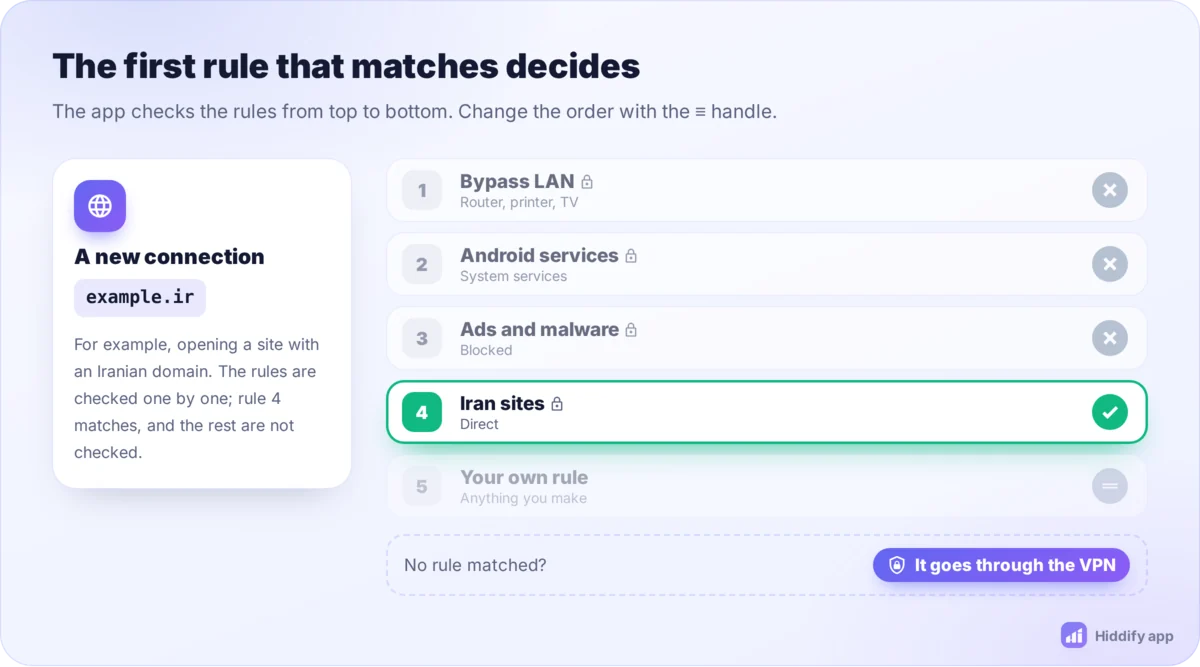 The first rule that matches decides
The app checks the rules from top to bottom. Change the order with the ≡ handle.
A new connection
example.ir
For example, opening a site with
an Iranian domain. The rules are
checked one by one; rule 4
matches, and the rest are not
checked.
1
Bypass LAN
Router, printer, TV
2
Android services
System services
3
Ads and malware
Blocked
4
Iran sites
Direct
5
Your own rule
Anything you make
No rule matched?
It goes through the VPN
Hiddify app